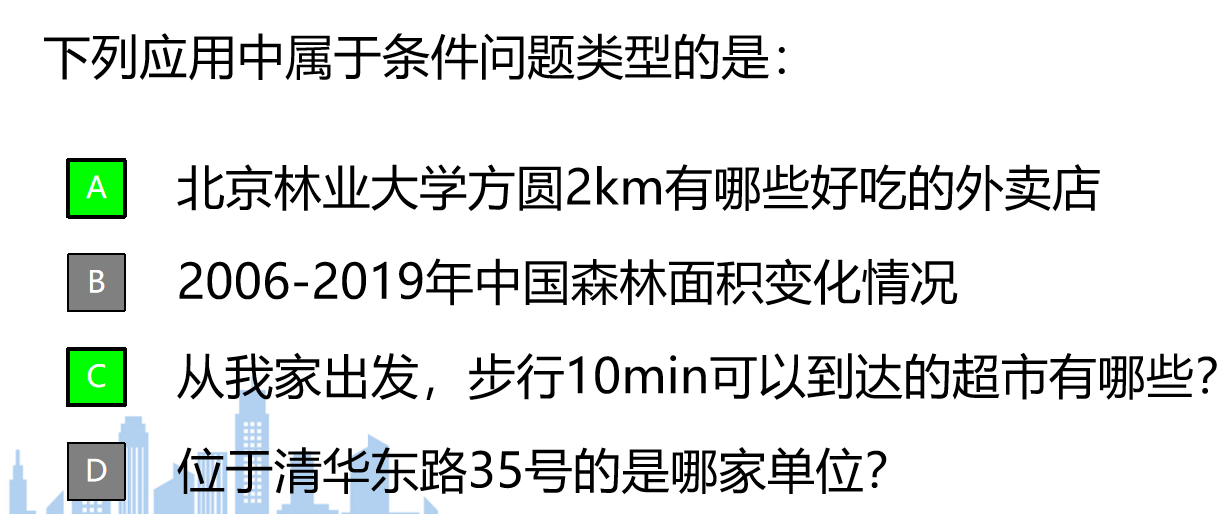 下列应用中属于条件问题类型的是：
A 北京林业大学方圆2km有哪些好吃的外卖店
B 2006-2019年中国森林面积变化情况
C 从我家出发，步行10min可以到达的超市有哪些？
D 位于清华东路35号的是哪家单位？